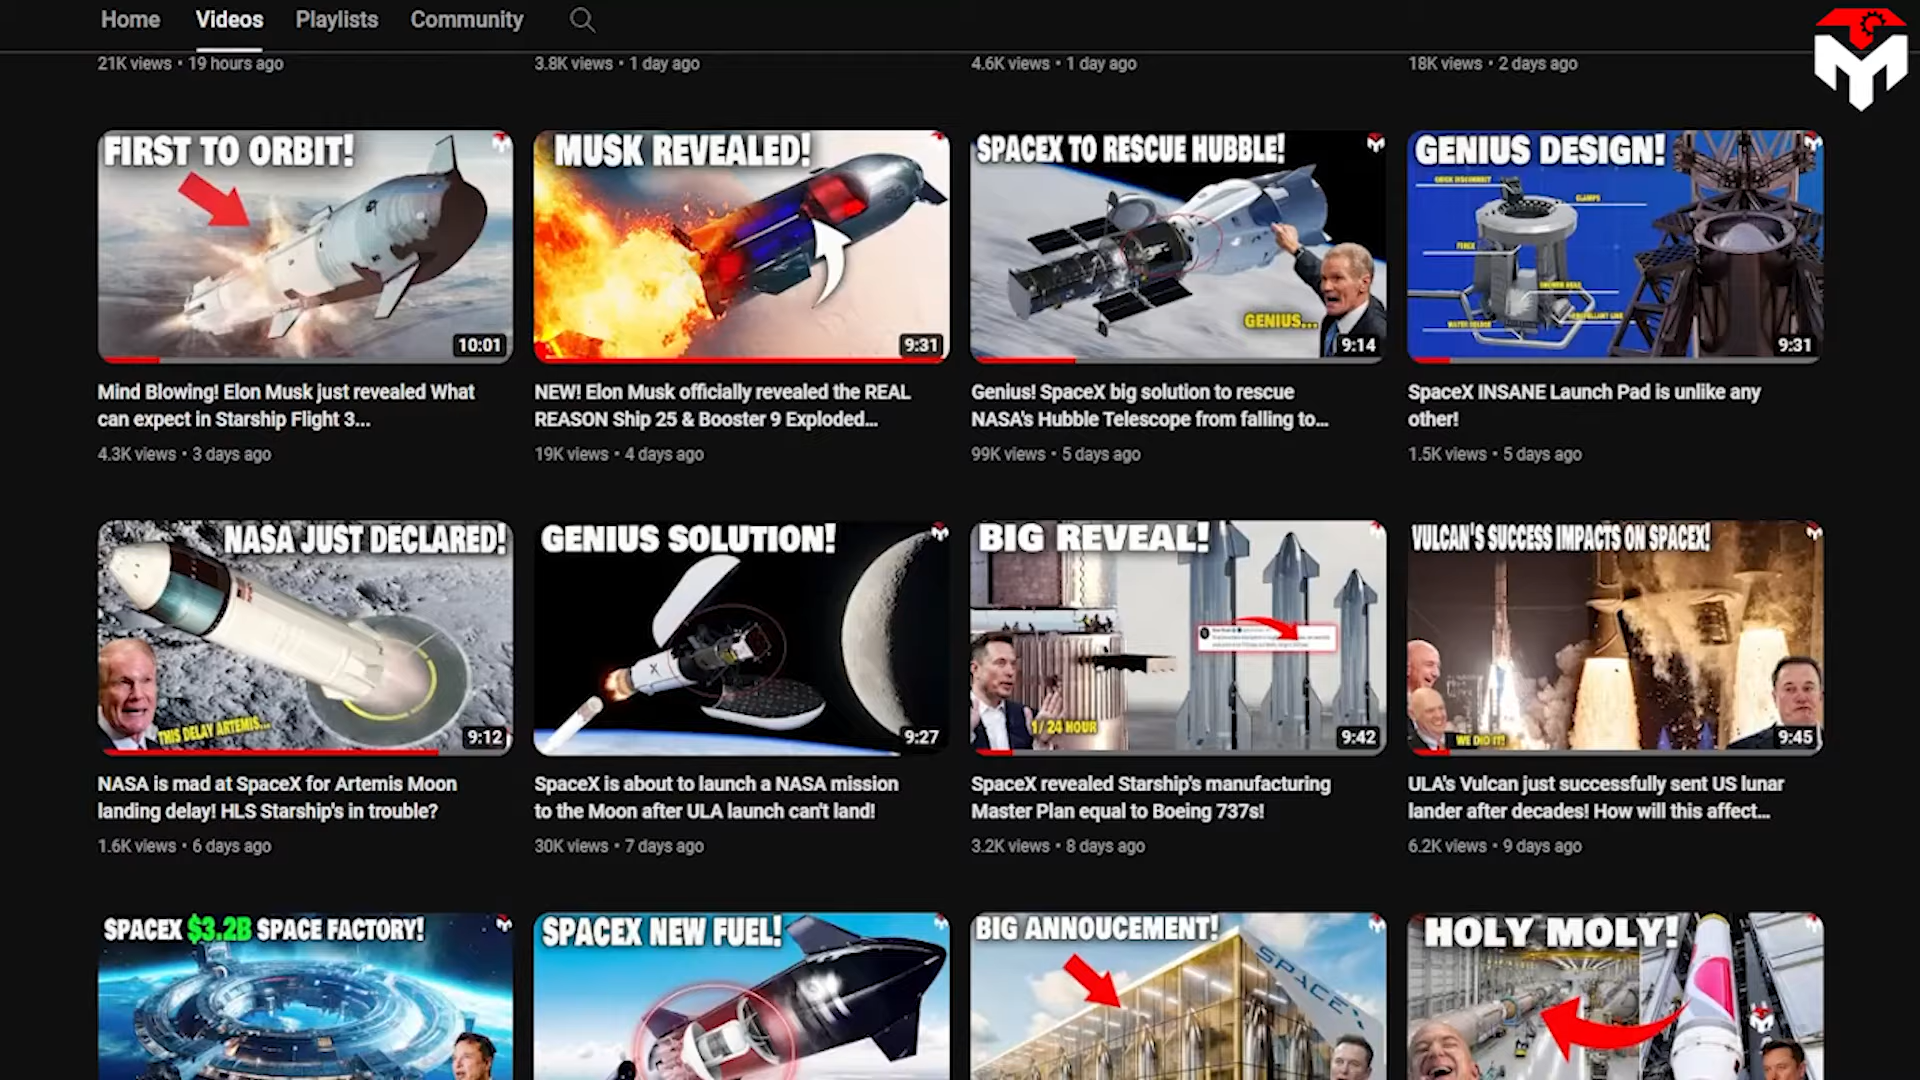 Home Videos Playlists Community
21K views • 19 hours ago
3.8K views • 1 day ago
4.6K views • 1 day ago
18K views • 2 days ago
FIRST TO ORBIT!
10:01
MUSK REVEALED!
9:31
SPACEX TO RESCUE HUBBLE!
GENIUS...
9:14
GENIUS DESIGN!
QUICK DISCONNECT
CLAMPS
9:31
Mind Blowing! Elon Musk just revealed What
can expect in Starship Flight 3...
4.3K views • 3 days ago
NEW! Elon Musk officially revealed the REAL
REASON Ship 25 & Booster 9 Exploded...
19K views • 4 days ago
Genius! SpaceX big solution to rescue
NASA's Hubble Telescope from falling to...
99K views • 5 days ago
SpaceX INSANE Launch Pad is unlike any
other!
1.5K views • 5 days ago
NASA JUST DECLARED!
THIS DELAY ARTEMIS...
9:12
GENIUS SOLUTION!
X
9:27
BIG REVEAL!
1/24 HOUR
9:42
VULCAN'S SUCCESS IMPACTS ON SPACEX!
WE DID IT!
9:45
NASA is mad at SpaceX for Artemis Moon
landing delay! HLS Starship's in trouble?
1.6K views • 6 days ago
SpaceX is about to launch a NASA mission
to the Moon after ULA launch can't land!
30K views • 7 days ago
SpaceX revealed Starship's manufacturing
Master Plan equal to Boeing 737s!
3.2K views • 8 days ago
ULA's Vulcan just successfully sent US lunar
lander after decades! How will this affect...
6.2K views • 9 days ago
SPACEX $3.2B SPACE FACTORY!
SPACEX NEW FUEL!
BIG ANNOUCEMENT!
SPACEX
HOLY MOLY!